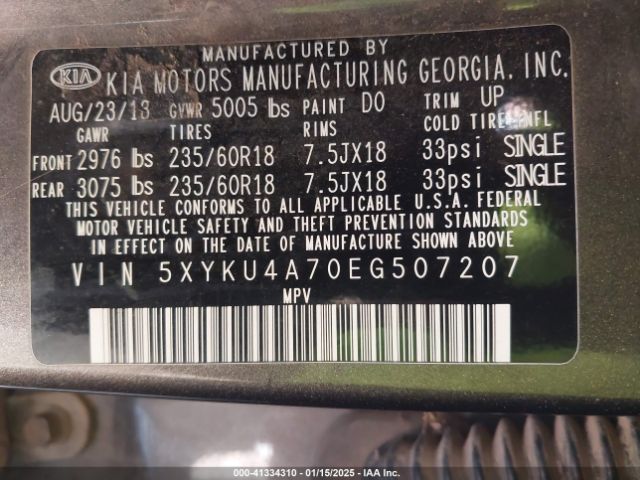 MANUFACTURED BY
KIA KIA MOTORS MANUFACTURING GEORGIA, INC.
AUG/23/13 GVWR 5005 lbs PAINT D0 TRIM UP
GAWR TIRES RIMS COLD TIRE INFL
FRONT 2976 lbs 235/60R18 7.5JX18 33psi SINGLE
REAR 3075 lbs 235/60R18 7.5JX18 33psi SINGLE
THIS VEHICLE CONFORMS TO ALL APPLICABLE U.S.A. FEDERAL
MOTOR VEHICLE SAFETY AND THEFT PREVENTION STANDARDS
IN EFFECT ON THE DATE OF MANUFACTURE SHOWN ABOVE
VIN 5XYKU4A70EG507207
MPV
000-41334310 - 01/15/2025 - IAA Inc.